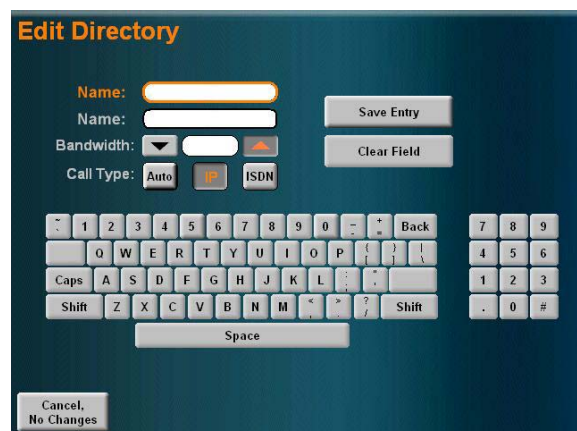 Edit Directory
Name:
Name:
Save Entry
Bandwidth:
Clear Field
Call Type: Auto IP ISDN
~ ` 1 2 3 4 5 6 7 8 9 0 _ - + = Back 7 8 9
Q W E R T Y U I O P { [ } ] | \ 4 5 6
Caps A S D F G H J K L : ; " ' 1 2 3
Shift Z X C V B N M < , > . ? / Shift . 0 #
Space
Cancel,
No Changes